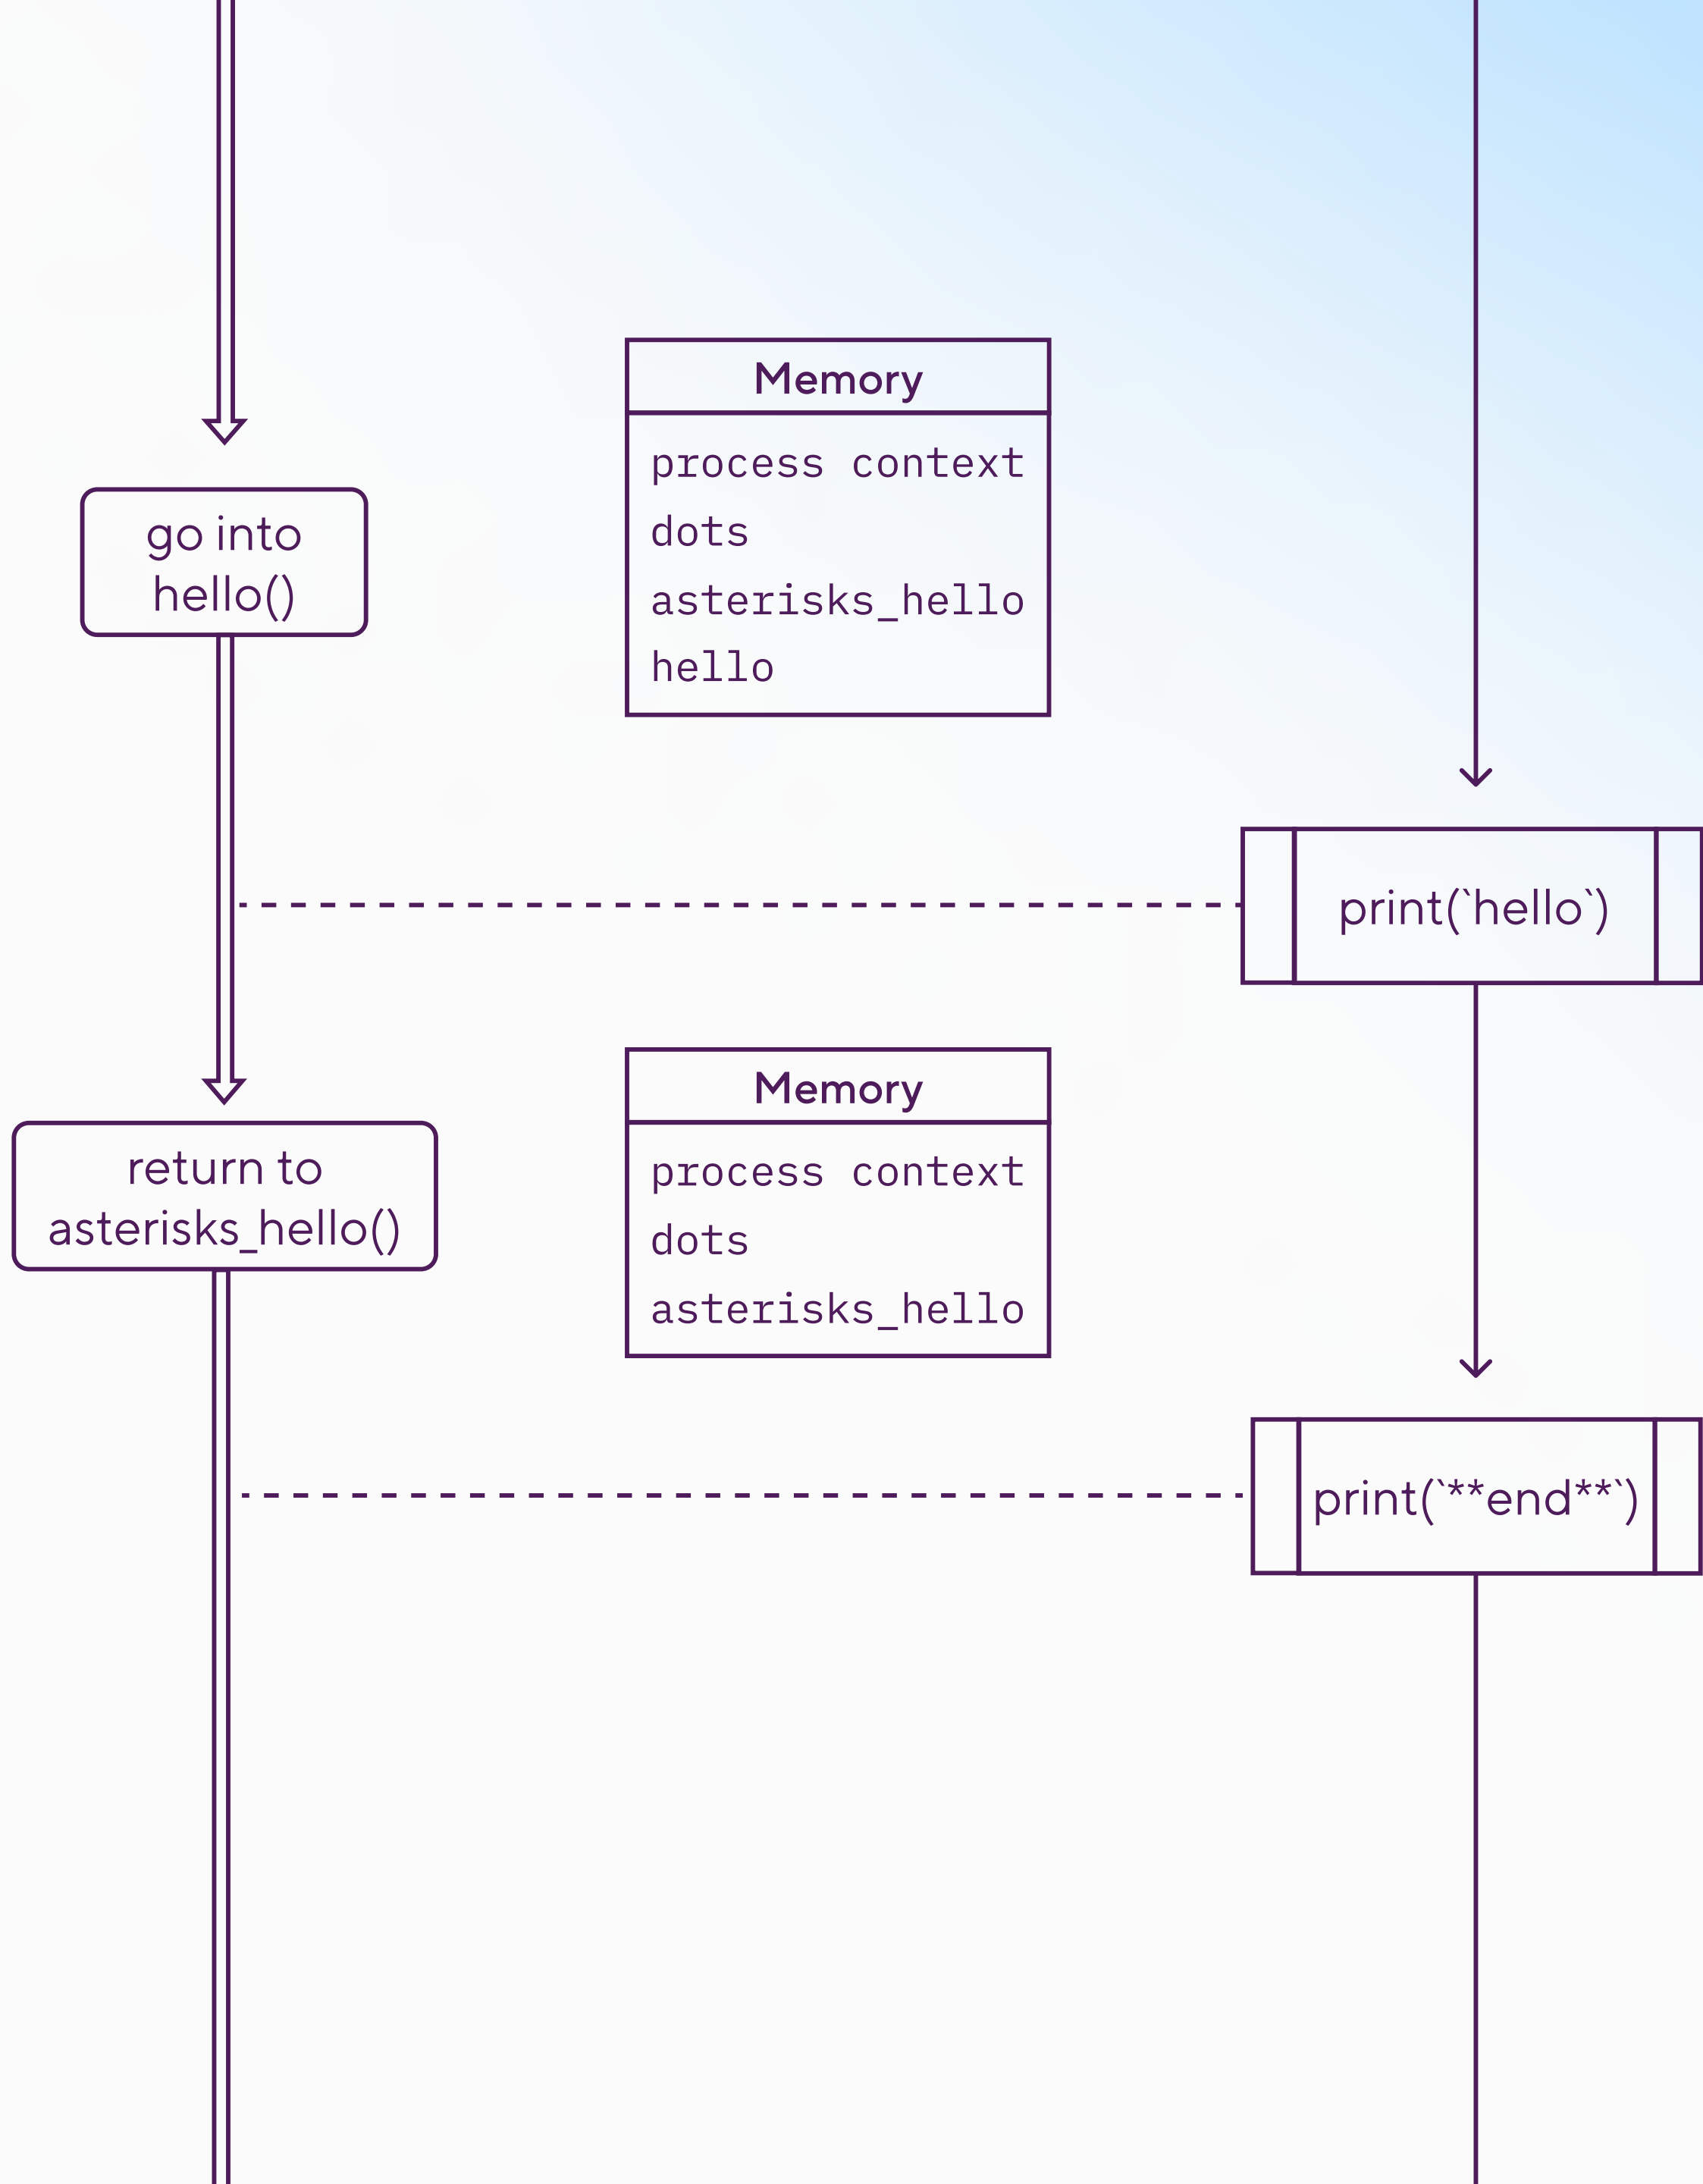 Memory
process context
dots
asterisks_hello
hello
go into
hello()
print(`hello`)
Memory
process context
dots
asterisks_hello
return to
asterisks_hello()
print(`**end**`)